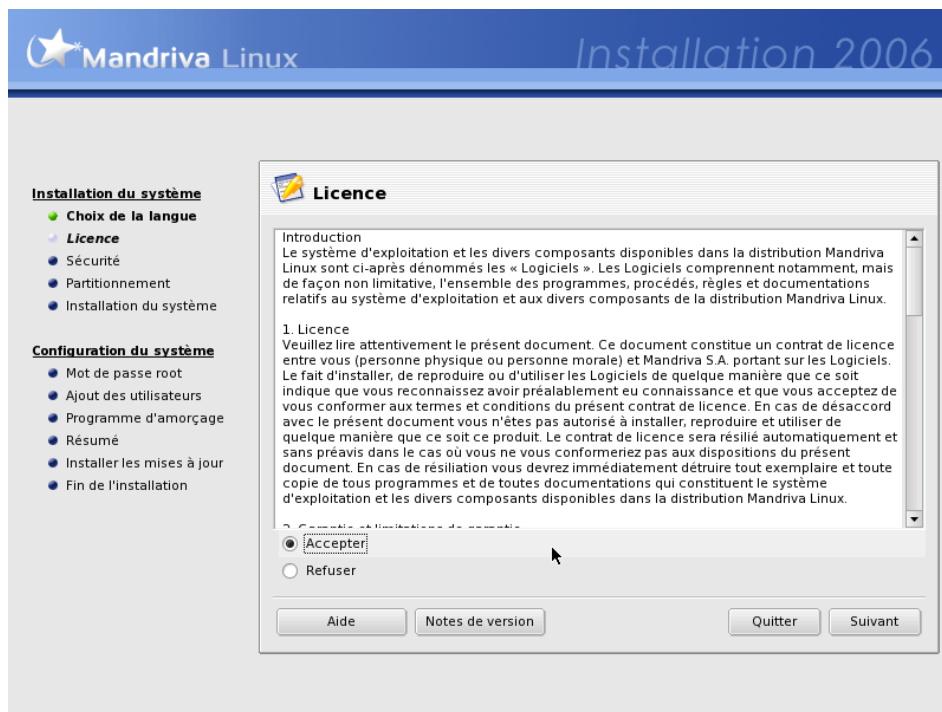 Mandriva Linux
Installation 2006
Installation du système
Choix de la langue
Licence
Sécurité
Partitionnement
Installation du système
Configuration du système
Mot de passe root
Ajout des utilisateurs
Programme d'amorçage
Résumé
Installer les mises à jour
Fin de l'installation
Licence
Introduction
Le système d'exploitation et les divers composants disponibles dans la distribution Mandriva
Linux sont ci-après dénommés les « Logiciels ». Les Logiciels comprennent notamment, mais
de façon non limitative, l'ensemble des programmes, procédés, règles et documentations
relatifs au système d'exploitation et aux divers composants de la distribution Mandriva Linux.
1. Licence
Veuillez lire attentivement le présent document. Ce document constitue un contrat de licence
entre vous (personne physique ou personne morale) et Mandriva S.A. portant sur les Logiciels.
Le fait d'installer, de reproduire ou d'utiliser les Logiciels de quelque manière que ce soit
indique que vous reconnaissez avoir préalablement eu connaissance et que vous acceptez de
vous conformer aux termes et conditions du présent contrat de licence. En cas de désaccord
avec le présent document vous n'êtes pas autorisé à installer, reproduire et utiliser de
quelque manière que ce soit ce produit. Le contrat de licence sera résilié automatiquement et
sans préavis dans le cas où vous ne vous conformeriez pas aux dispositions du présent
document. En cas de résiliation vous devrez immédiatement détruire tout exemplaire et toute
copie de tous programmes et de toutes documentations qui constituent le système
d'exploitation et les divers composants disponibles dans la distribution Mandriva Linux.
2. Garantie et limitations de garantie
Accepter
Refuser
Aide
Notes de version
Quitter
Suivant